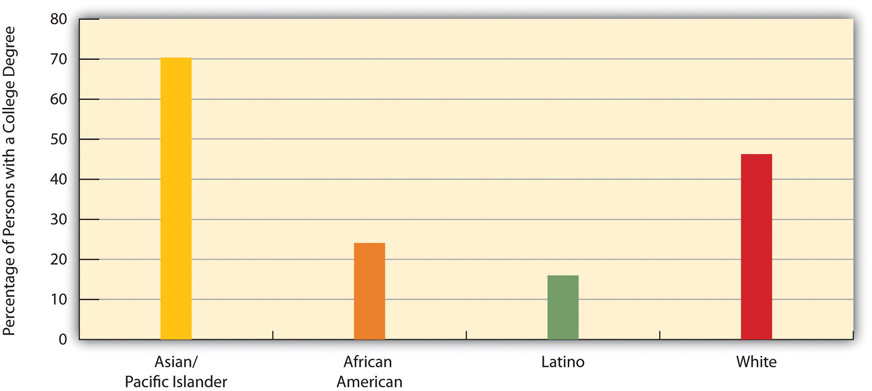 Percentage of Persons with a College Degree
80
70
60
50
40
30
20
10
0
Asian/
Pacific Islander
African
American
Latino
White